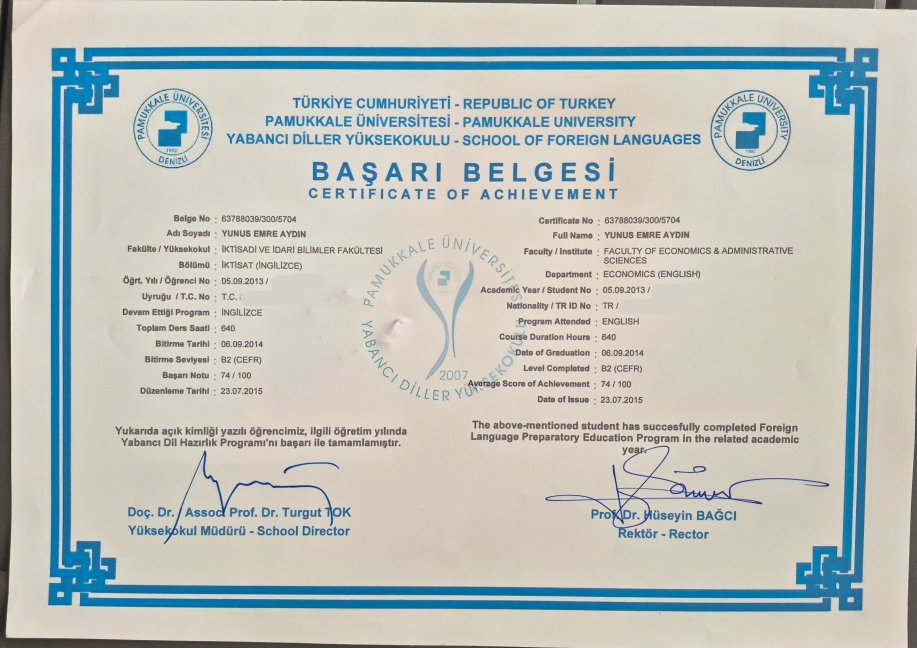 TÜRKİYE CUMHURİYETİ - REPUBLIC OF TURKEY
PAMUKKALE ÜNİVERSİTESİ - PAMUKKALE UNIVERSITY
YABANCI DİLLER YÜKSEKOKULU - SCHOOL OF FOREIGN LANGUAGES
PAMUKKALE ÜNİVERSİTESİ
1992
DENİZLİ
PAMUKKALE UNIVERSITY
1992
DENİZLİ
BAŞARI BELGESİ
CERTIFICATE OF ACHIEVEMENT
Belge No : 63788039/300/5704
Adı Soyadı : YUNUS EMRE AYDIN
Fakülte / Yüksekokul : İKTİSADİ VE İDARİ BİLİMLER FAKÜLTESİ
Bölümü : İKTİSAT (İNGİLİZCE)
Öğrt. Yılı / Öğrenci No : 05.09.2013 /
Uyruğu / T.C. No : T.C. /
Devam Ettiği Program : İNGİLİZCE
Toplam Ders Saati : 640
Bitirme Tarihi : 06.09.2014
Bitirme Seviyesi : B2 (CEFR)
Başarı Notu : 74 / 100
Düzenleme Tarihi : 23.07.2015
Certificate No : 63788039/300/5704
Full Name : YUNUS EMRE AYDIN
Faculty / Institute : FACULTY OF ECONOMICS & ADMINISTRATIVE
SCIENCES
Department : ECONOMICS (ENGLISH)
Academic Year / Student No : 05.09.2013 /
Nationality / TR ID No : TR /
Program Attended : ENGLISH
Course Duration Hours : 640
Date of Graduation : 06.09.2014
Level Completed : B2 (CEFR)
Average Score of Achievement : 74 / 100
Date of Issue : 23.07.2015
PAMUKKALE ÜNİVERSİTESİ
YABANCI DİLLER YÜKSEKOKULU
2007
Yukarıda açık kimliği yazılı öğrencimiz, ilgili öğretim yılında
Yabancı Dil Hazırlık Programı'nı başarı ile tamamlamıştır.
The above-mentioned student has succesfully completed Foreign
Language Preparatory Education Program in the related academic
year.
Doç. Dr. / Assoc. Prof. Dr. Turgut TOK
Yüksekokul Müdürü - School Director
Prof. Dr. Hüseyin BAĞCI
Rektör - Rector